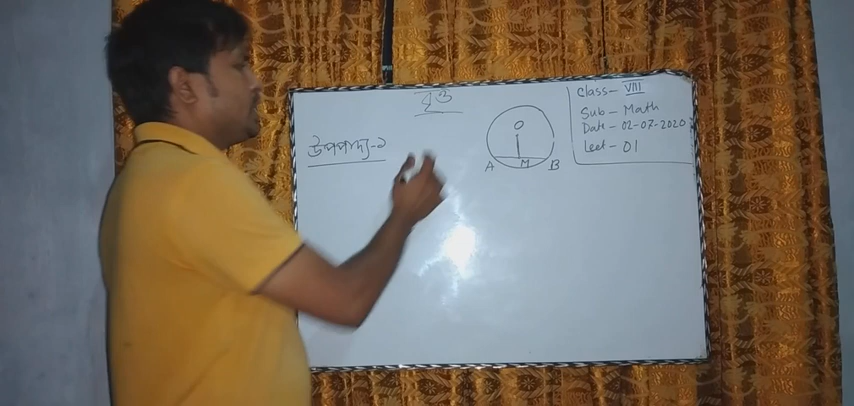 বৃত্ত
উপপাদ্য-১
O
A M B
Class- VIII
Sub - Math
Date - 02-07-2020
Lect - 01